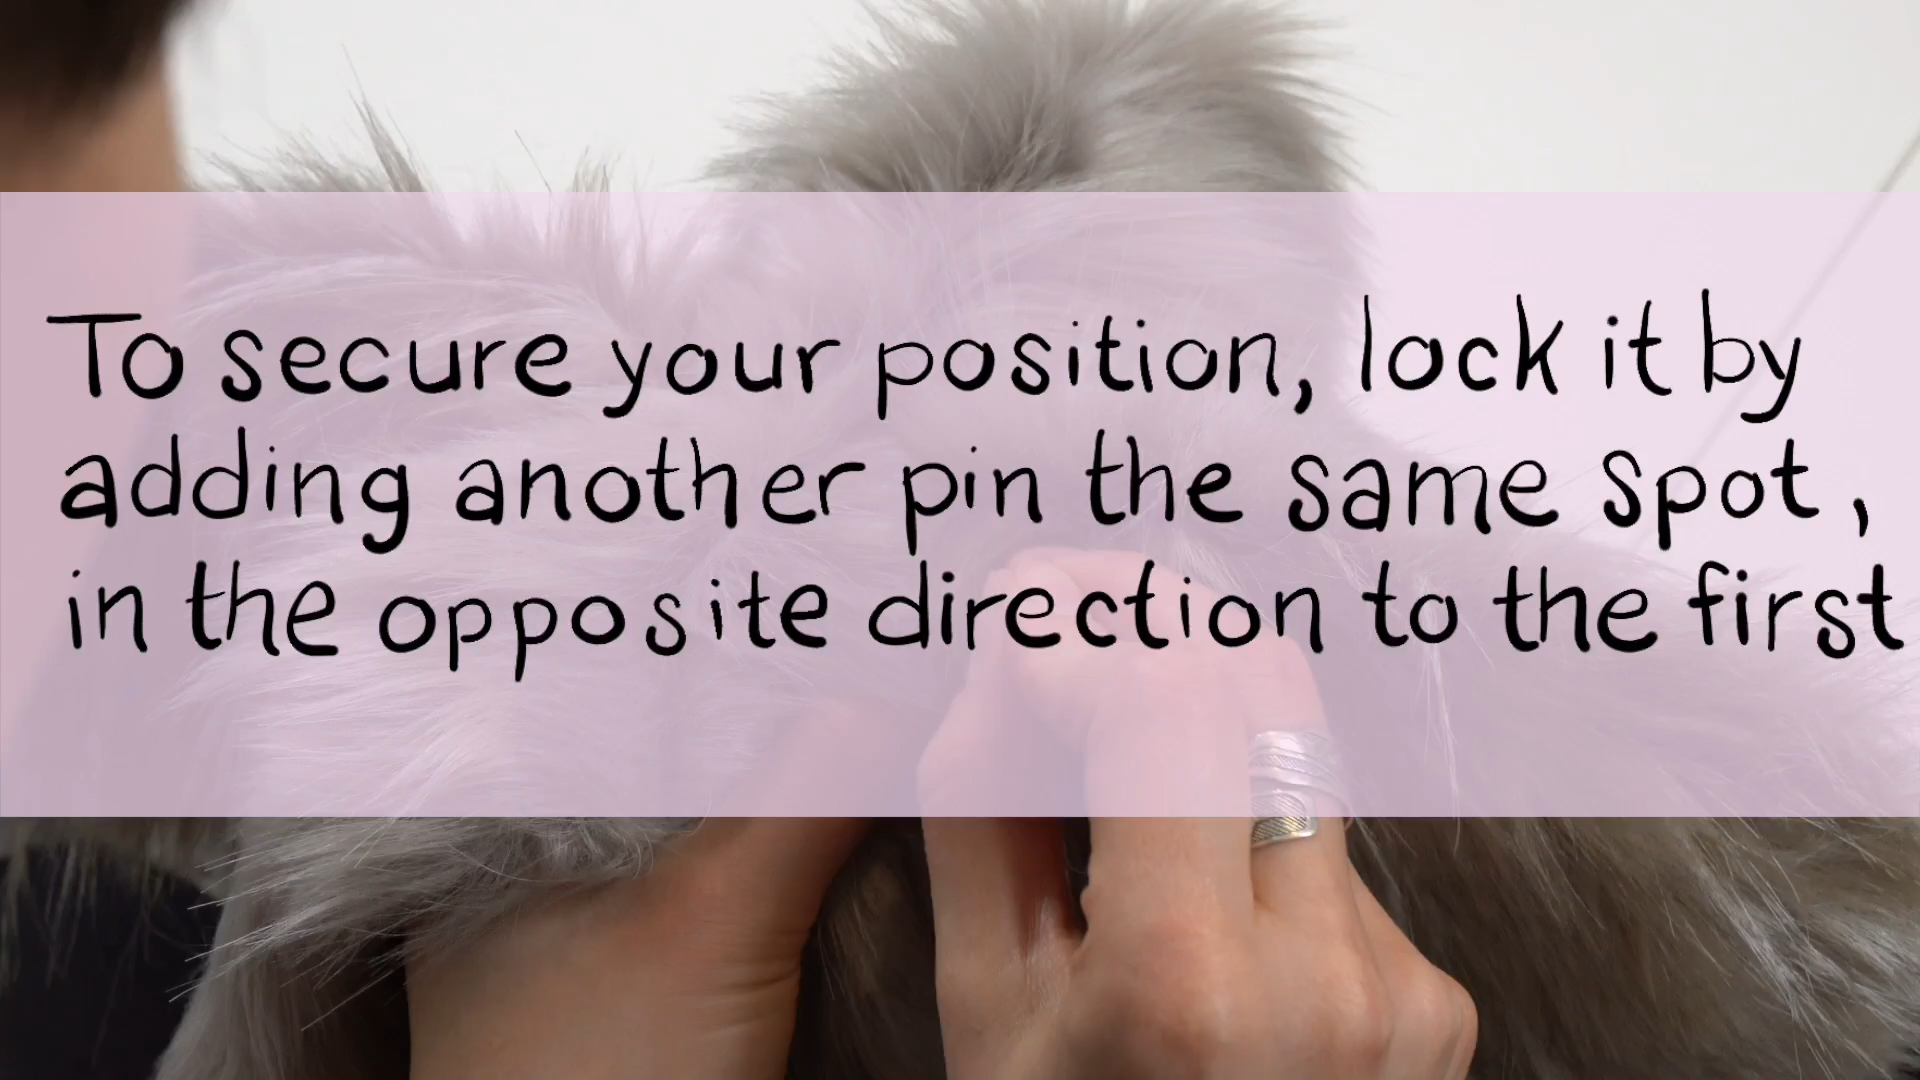 To secure your position, lock it by
adding another pin the same spot,
in the opposite direction to the first